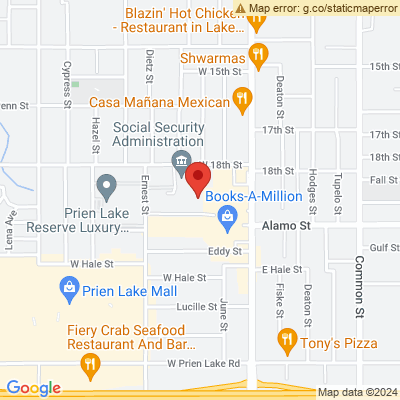 Map error: g.co/staticmaperror
Blazin' Hot Chicken
- Restaurant in Lake...
Shwarmas
W 15th St
15th St
Dietz St
Cypress St
Deaton St
Casa Mañana Mexican
enn St
Hazel St
17th St
17th St
Social Security
Administration
W 18th St
18th St
18th St
Fall St
Ernest St
Hodges St
Tupelo St
Prien Lake
Reserve Luxury...
Books-A-Million
Lena Ave
Alamo St
Eddy St
Gulf St
W Hale St
W Hale St
E Hale St
Common St
Prien Lake Mall
Lucille St
June St
Fiske St
Deaton St
Fiery Crab Seafood
Restaurant And Bar...
Tony's Pizza
W Prien Lake Rd
Google
Map data ©2024